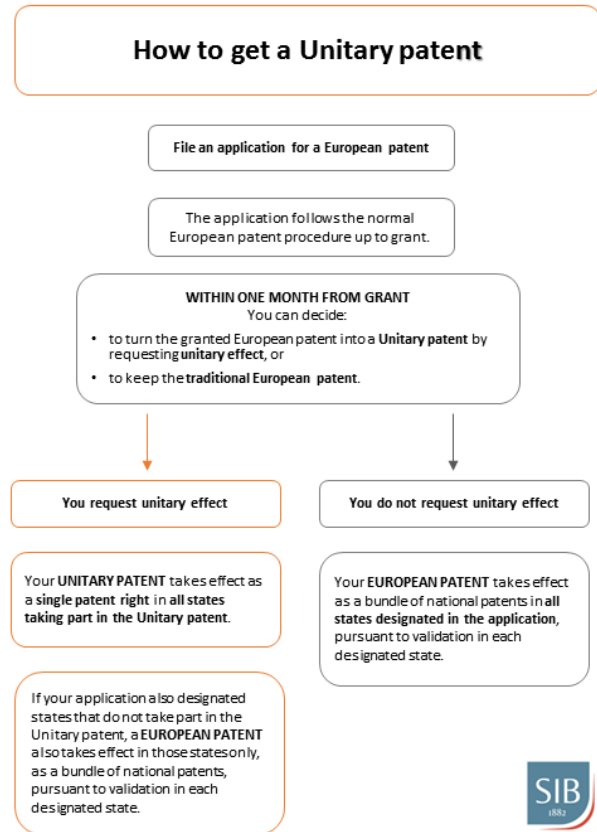 How to get a Unitary patent
File an application for a European patent
The application follows the normal
European patent procedure up to grant.
WITHIN ONE MONTH FROM GRANT
You can decide:
• to turn the granted European patent into a Unitary patent by
requesting unitary effect, or
• to keep the traditional European patent.
You request unitary effect
Your UNITARY PATENT takes effect as
a single patent right in all states
taking part in the Unitary patent.
If your application also designated
states that do not take part in the
Unitary patent, a EUROPEAN PATENT
also takes effect in those states only,
as a bundle of national patents,
pursuant to validation in each
designated state.
You do not request unitary effect
Your EUROPEAN PATENT takes effect
as a bundle of national patents in all
states designated in the application,
pursuant to validation in each
designated state.
SIB
1882